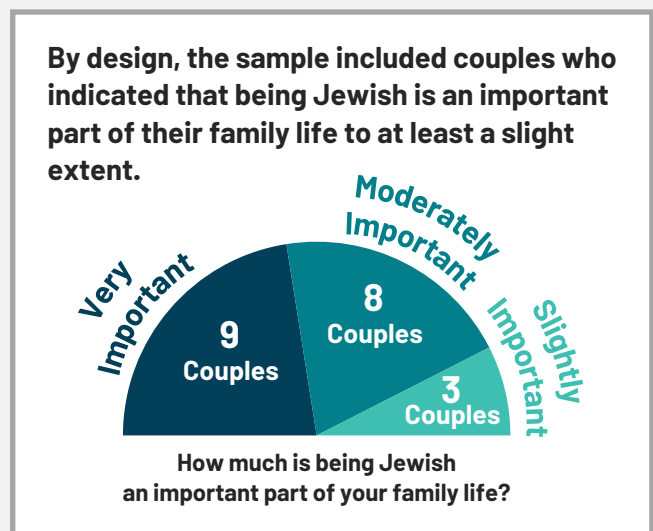 By design, the sample included couples who
indicated that being Jewish is an important
part of their family life to at least a slight
extent.
Very
Important
9
Couples
Moderately
Important
8
Couples
Slightly
Important
3
Couples
How much is being Jewish
an important part of your family life?